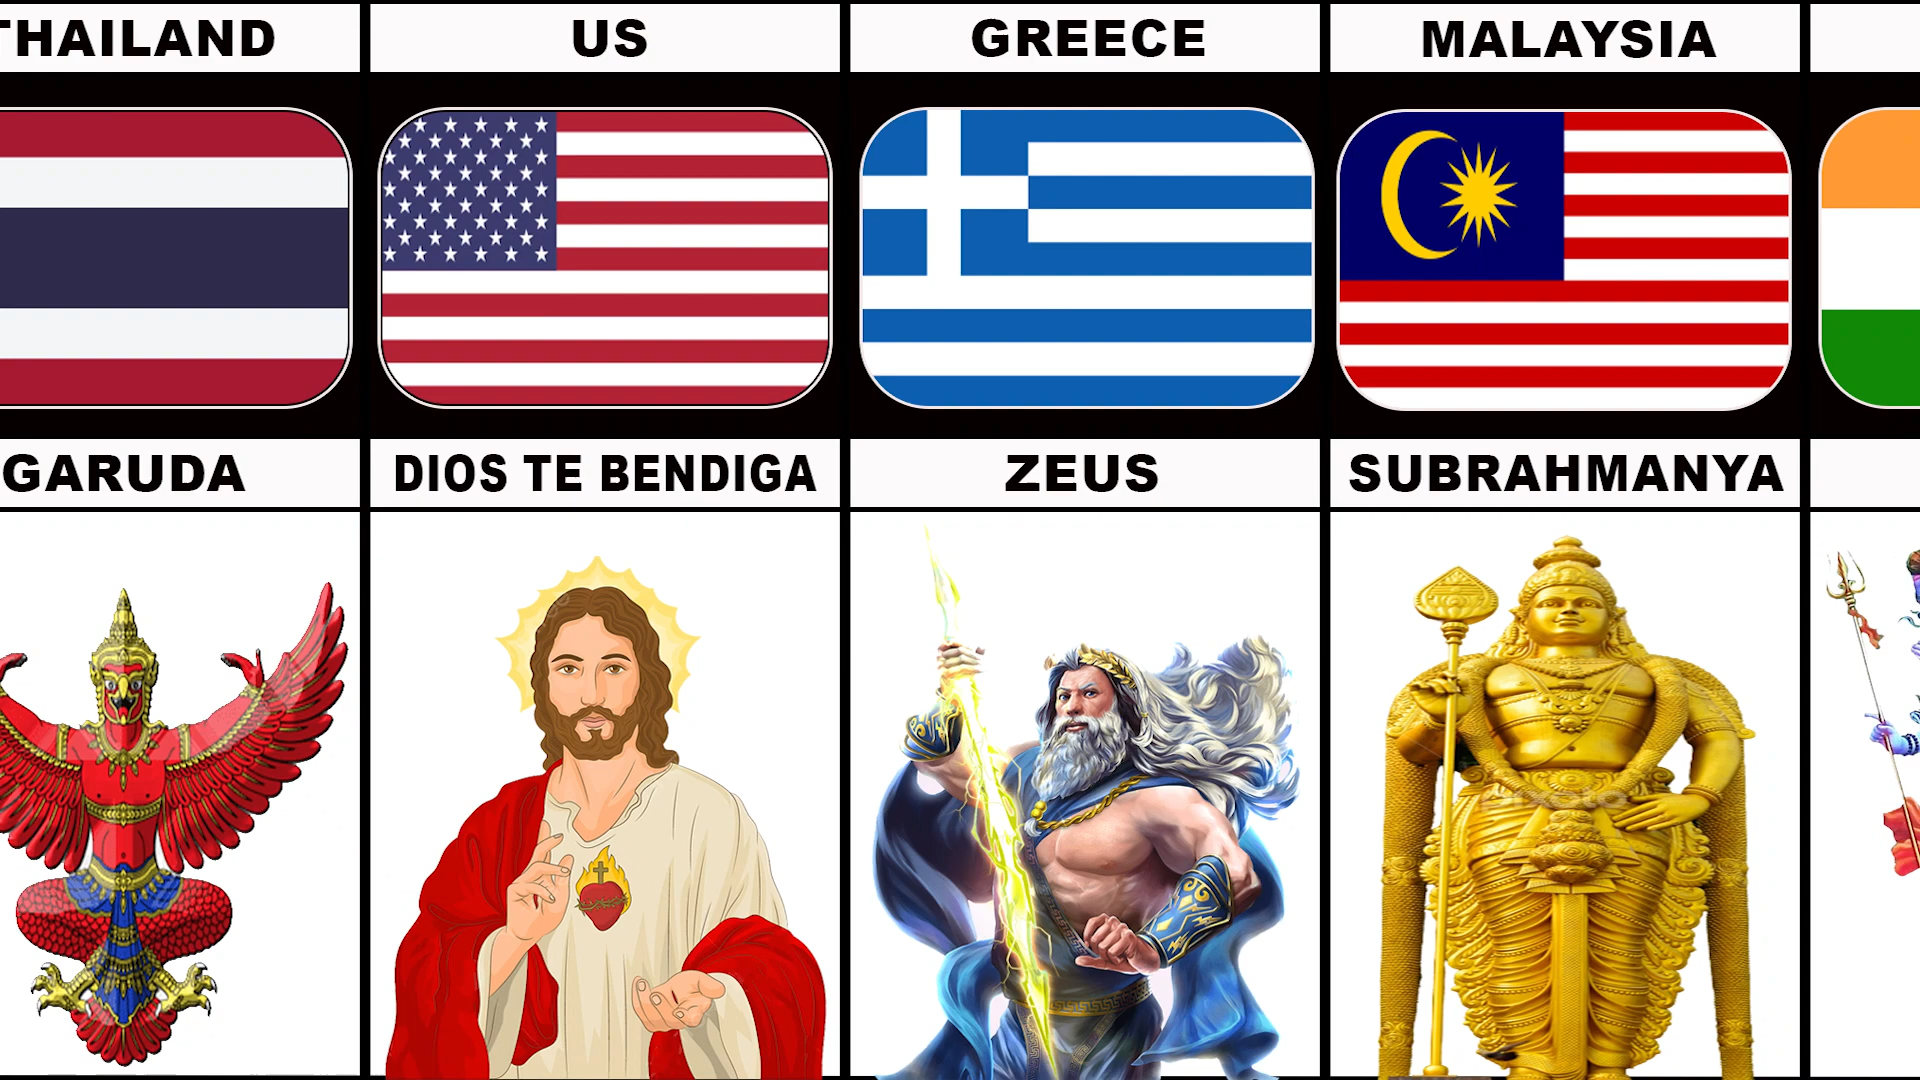 THAILAND
US
GREECE
MALAYSIA
GARUDA
DIOS TE BENDIGA
ZEUS
SUBRAHMANYA